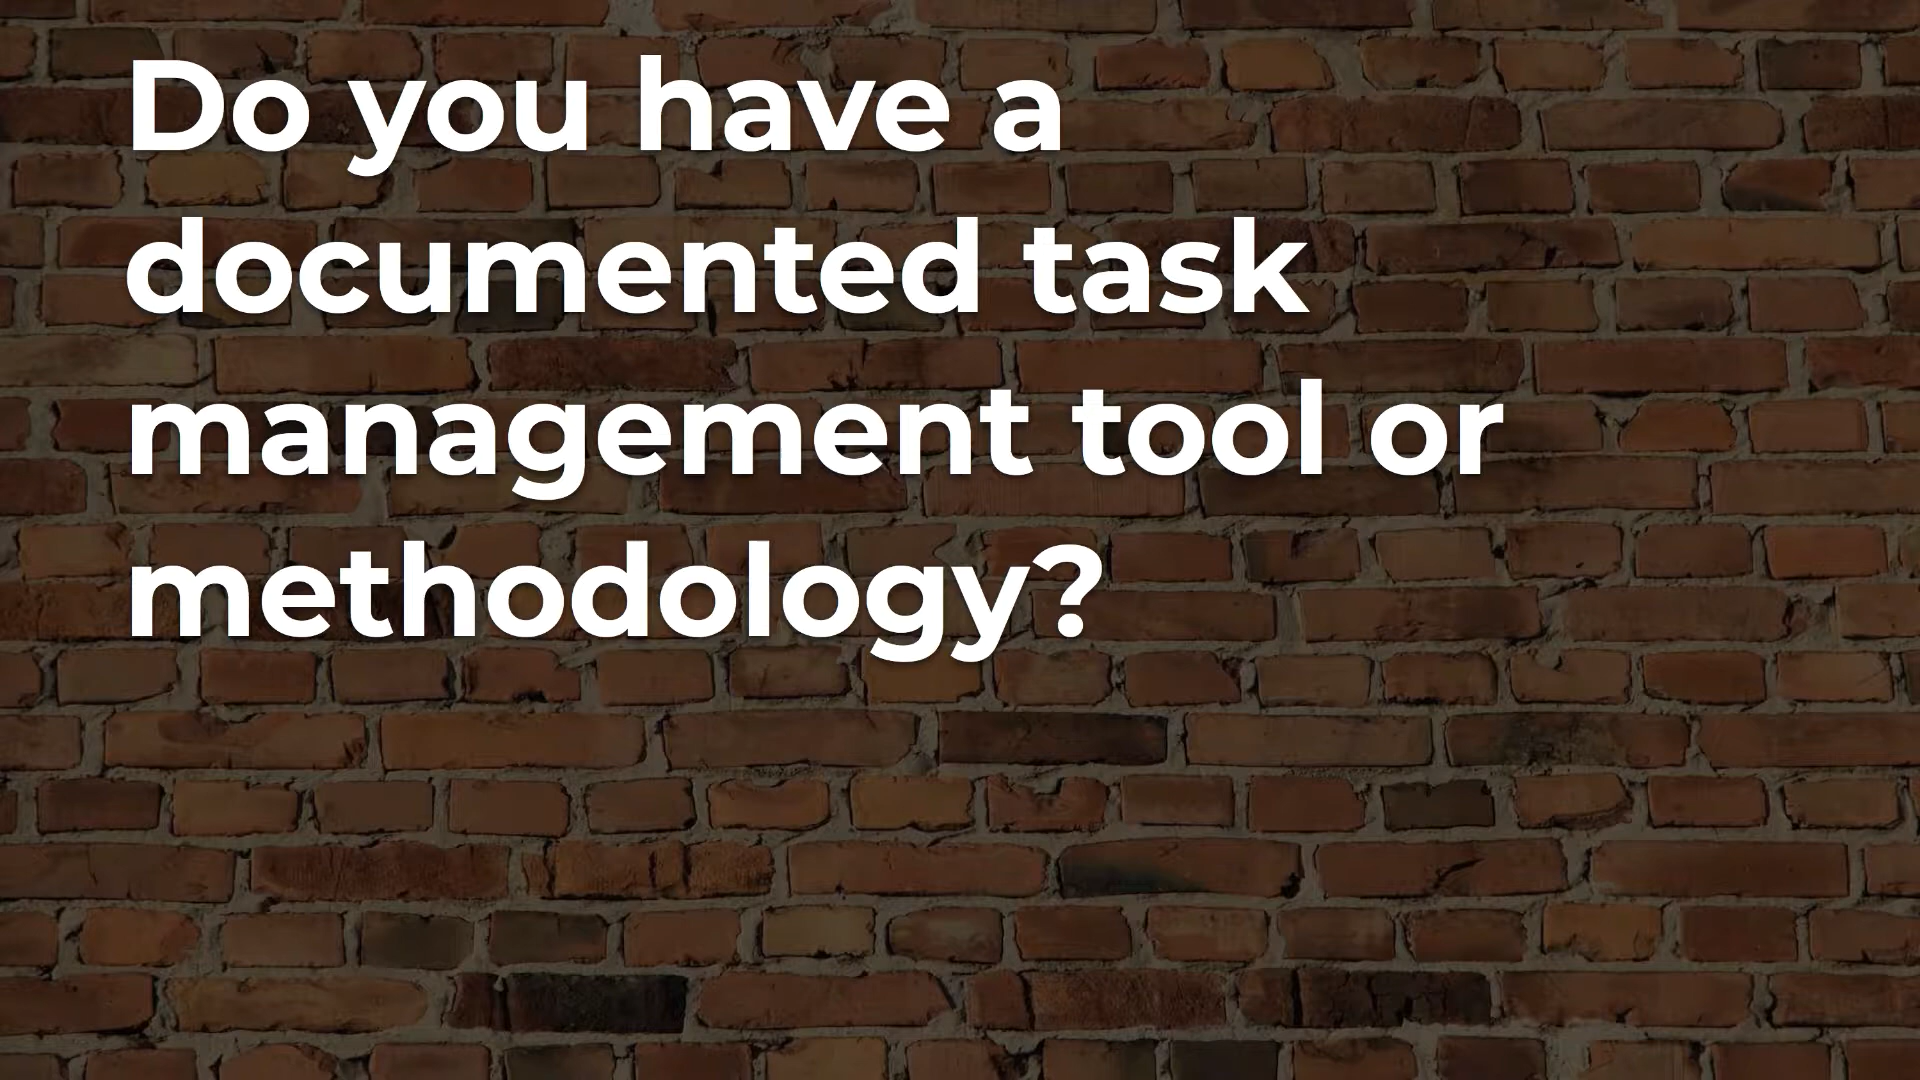 Do you have a
documented task
management tool or
methodology?